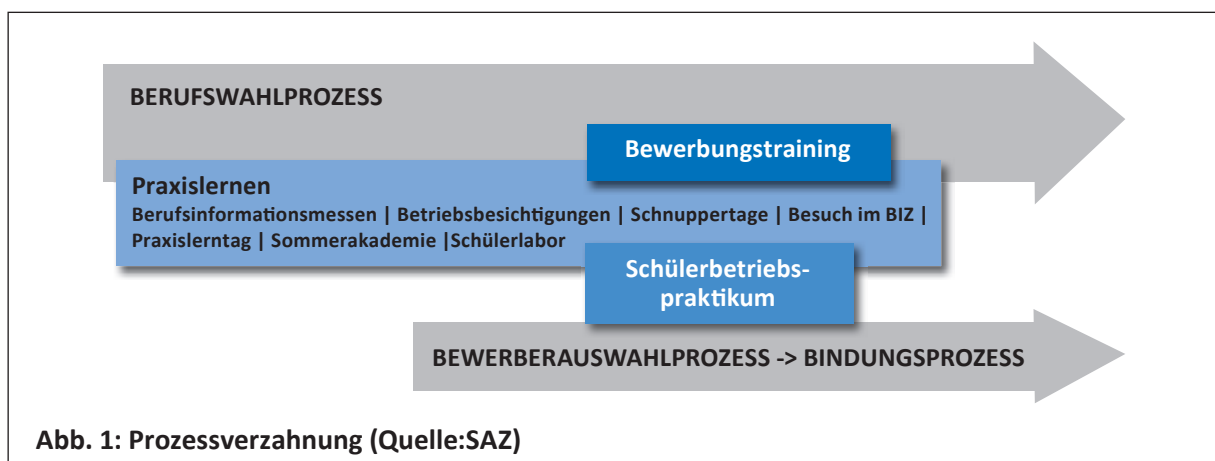 BERUFSWAHLPROZESS
Bewerbungstraining
Praxislernen
Berufsinformationsmessen | Betriebsbesichtigungen | Schnuppertage | Besuch im BIZ |
Praxislerntag | Sommerakademie |Schülerlabor
Schülerbetriebs-
praktikum
BEWERBERAUSWAHLPROZESS -> BINDUNGSPROZESS
Abb. 1: Prozessverzahnung (Quelle:SAZ)